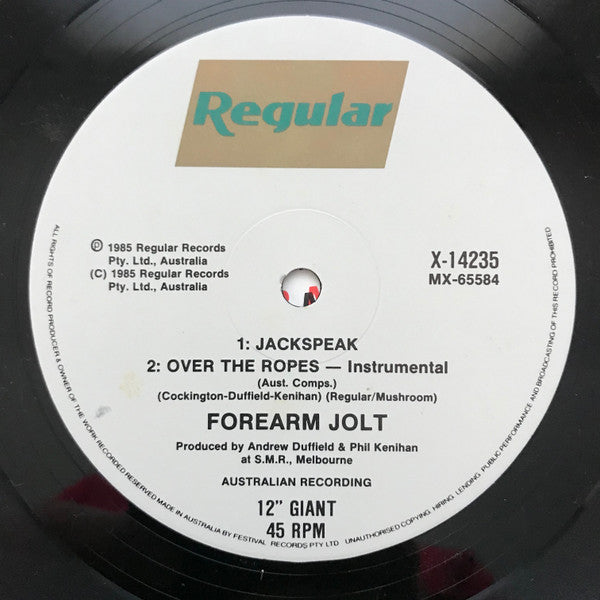 Regular
℗ 1985 Regular Records
Pty. Ltd., Australia
(C) 1985 Regular Records
Pty. Ltd., Australia
X-14235
MX-65584
1: JACKSPEAK
2: OVER THE ROPES — Instrumental
(Aust. Comps.)
(Cockington-Duffield-Kenihan) (Regular/Mushroom)
FOREARM JOLT
Produced by Andrew Duffield & Phil Kenihan
at S.M.R., Melbourne
AUSTRALIAN RECORDING
12” GIANT
45 RPM
ALL RIGHTS OF RECORD PRODUCER & OWNER OF THE WORK RECORDED RESERVED MADE IN AUSTRALIA BY FESTIVAL RECORDS PTY LTD UNAUTHORISED COPYING, HIRING, LENDING, PUBLIC PERFORMANCE AND BROADCASTING OF THIS RECORD PROHIBITED